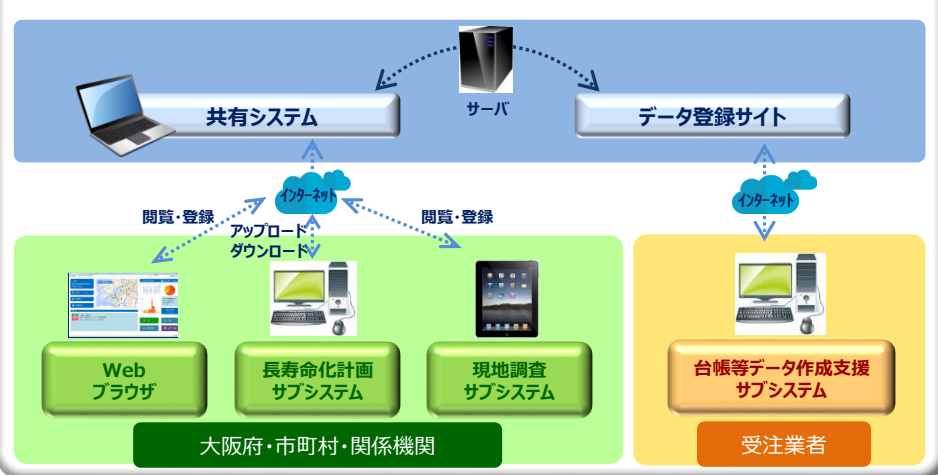 サーバ
共有システム
データ登録サイト
インターネット
インターネット
閲覧・登録
閲覧・登録
アップロード
ダウンロード
Web
ブラウザ
長寿命化計画
サブシステム
現地調査
サブシステム
台帳等データ作成支援
サブシステム
大阪府・市町村・関係機関
受注業者